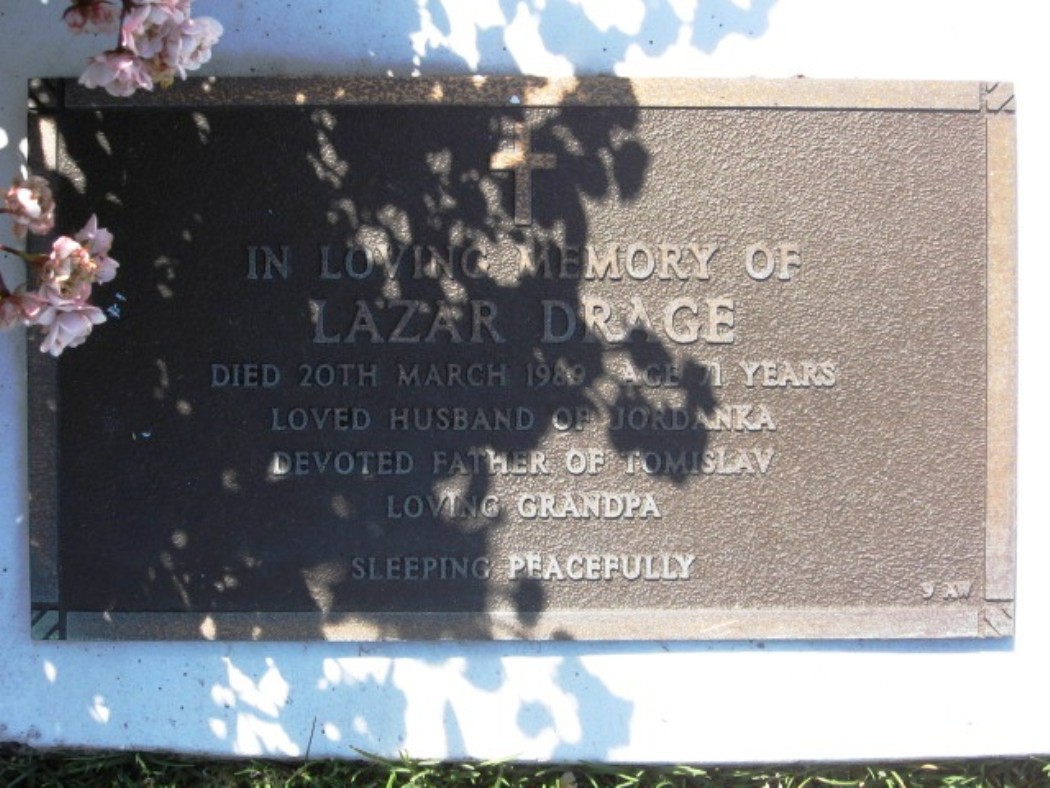 IN LOVING MEMORY OF
LAZAR DRAGE
DIED 20TH MARCH 1989 AGE 71 YEARS
LOVED HUSBAND OF JORDANKA
DEVOTED FATHER OF TOMISLAV
LOVING GRANDPA
SLEEPING PEACEFULLY
9 AW